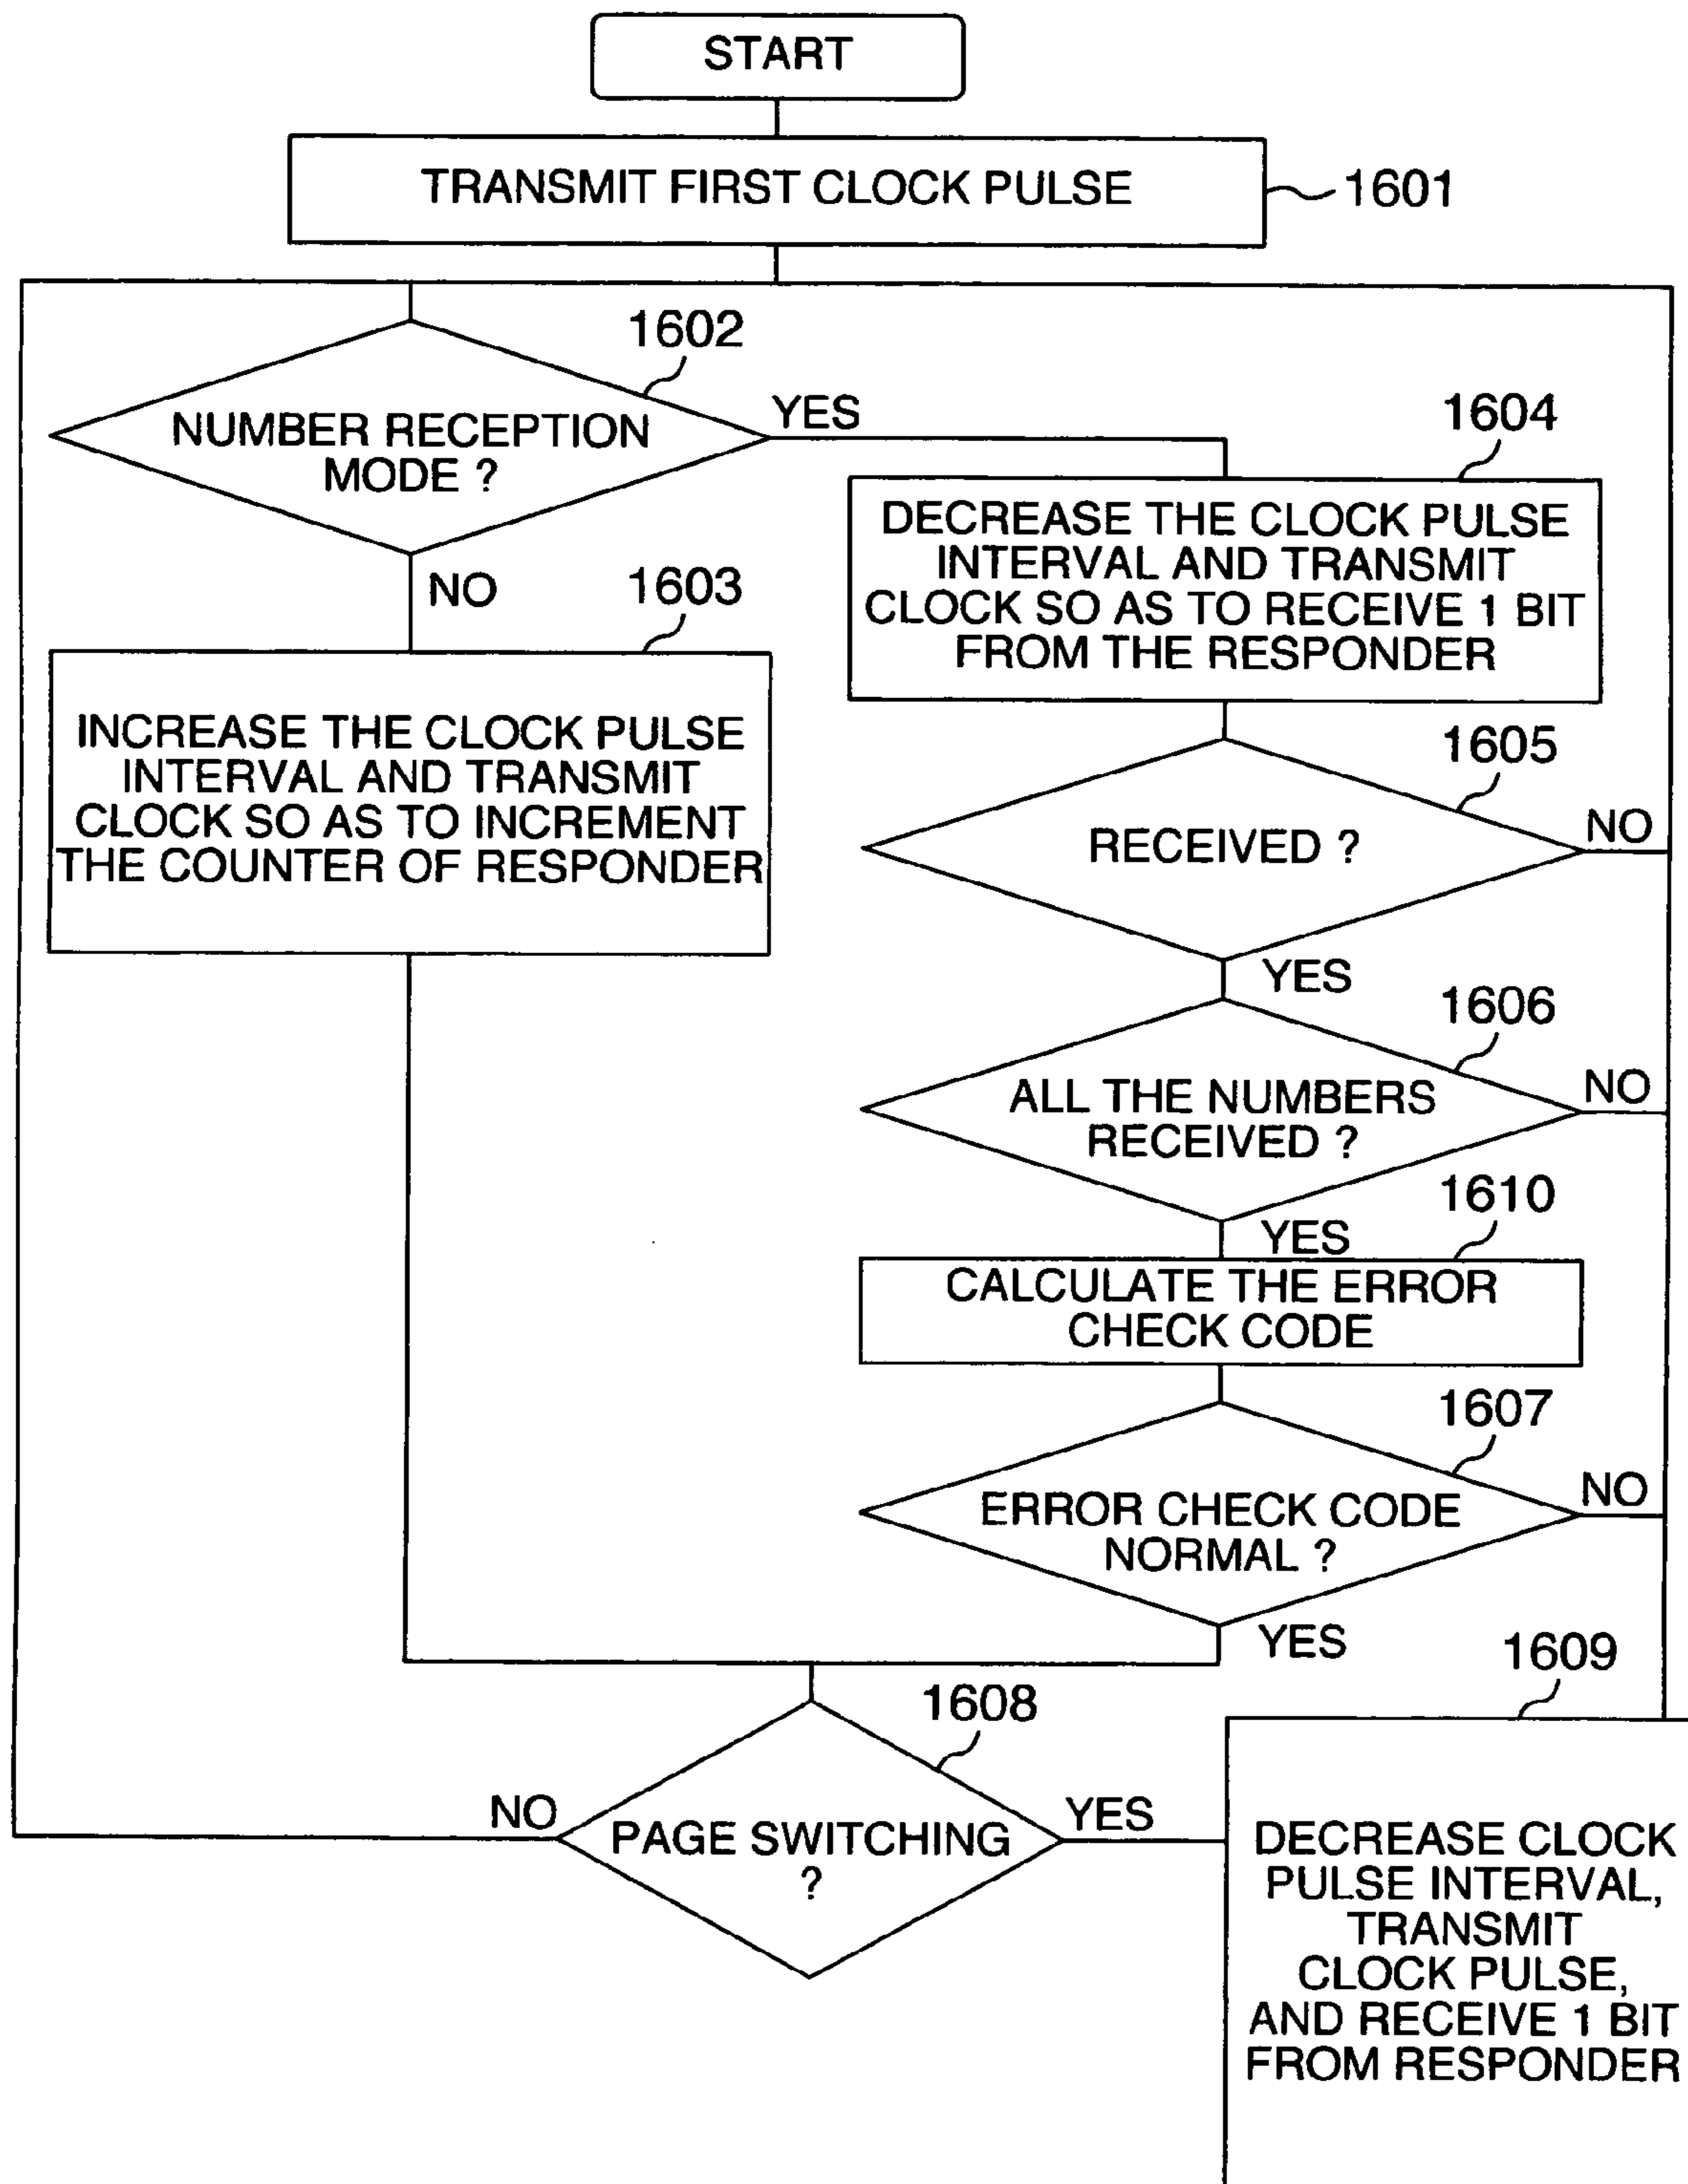 START
TRANSMIT FIRST CLOCK PULSE
1601
1602
NUMBER RECEPTION
MODE ?
YES
NO
1603
INCREASE THE CLOCK PULSE
INTERVAL AND TRANSMIT
CLOCK SO AS TO INCREMENT
THE COUNTER OF RESPONDER
1604
DECREASE THE CLOCK PULSE
INTERVAL AND TRANSMIT
CLOCK SO AS TO RECEIVE 1 BIT
FROM THE RESPONDER
1605
RECEIVED ?
NO
YES
1606
ALL THE NUMBERS
RECEIVED ?
NO
YES
1610
CALCULATE THE ERROR
CHECK CODE
1607
ERROR CHECK CODE
NORMAL ?
NO
YES
1608
PAGE SWITCHING
?
NO
YES
1609
DECREASE CLOCK
PULSE INTERVAL,
TRANSMIT
CLOCK PULSE,
AND RECEIVE 1 BIT
FROM RESPONDER